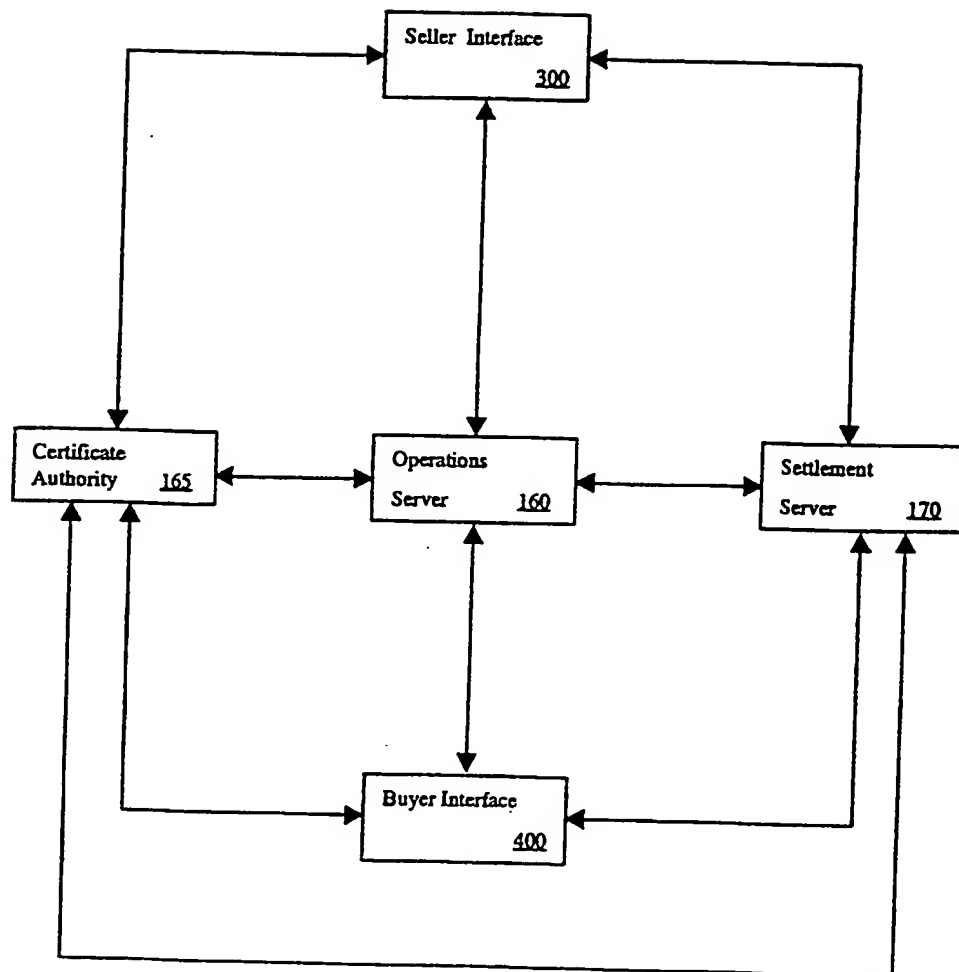 Seller Interface
300
Certificate
Authority 165
Operations
Server 160
Settlement
Server 170
Buyer Interface
400